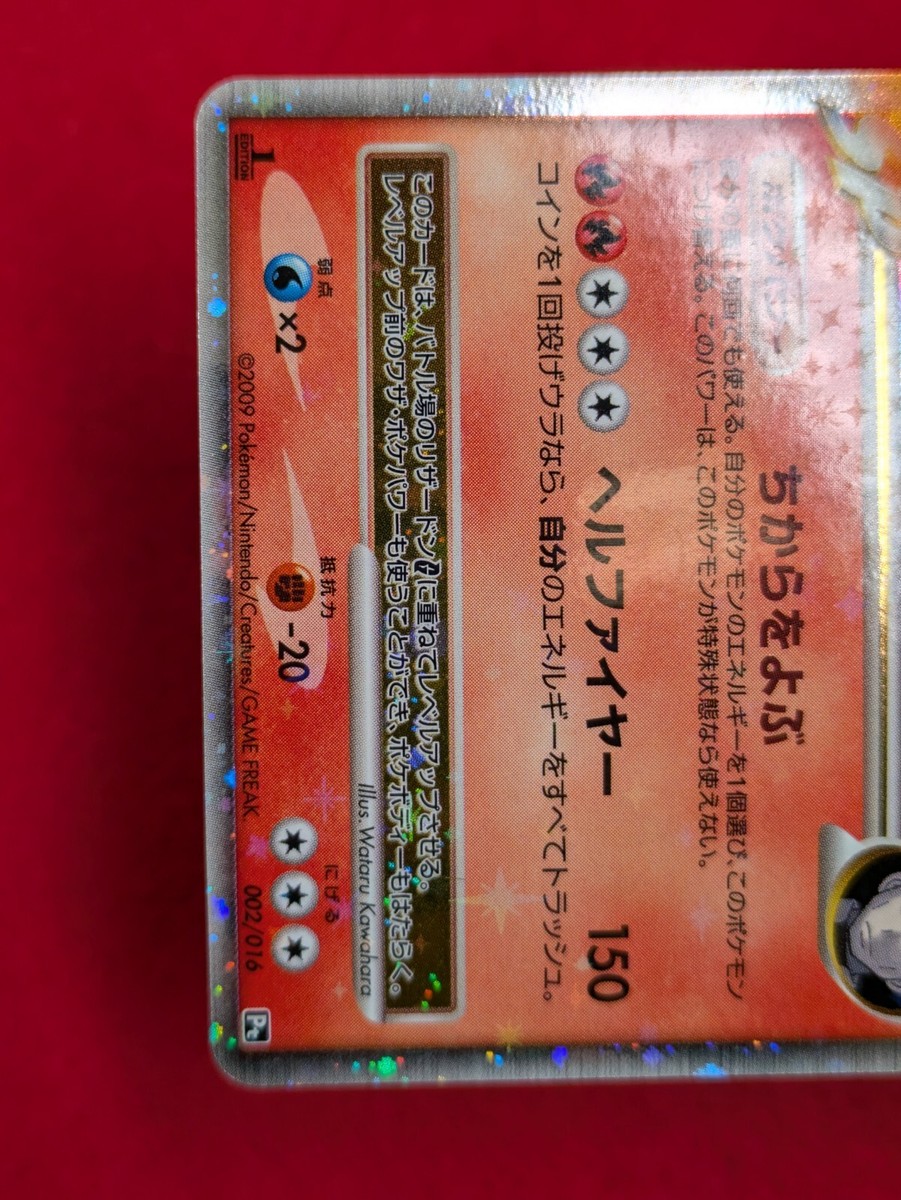 ポケパワー
ちからをよぶ
自分の番に何回でも使える。自分のポケモンのエネルギーを1個選び、このポケモン
につけ替える。このパワーは、このポケモンが特殊状態なら使えない。
ヘルファイヤー 150
コインを1回投げウラなら、自分のエネルギーをすべてトラッシュ。
このカードは、バトル場のリザードンGに重ねてレベルアップさせる。
レベルアップ前のワザ・ポケパワーも使うことができ、ポケボディーもはたらく。
Illus. Wataru Kawahara
弱点
×2
抵抗力
-20
にげる
EDITION
1
©2009 Pokémon/Nintendo/Creatures/GAME FREAK.
002/016
Pt